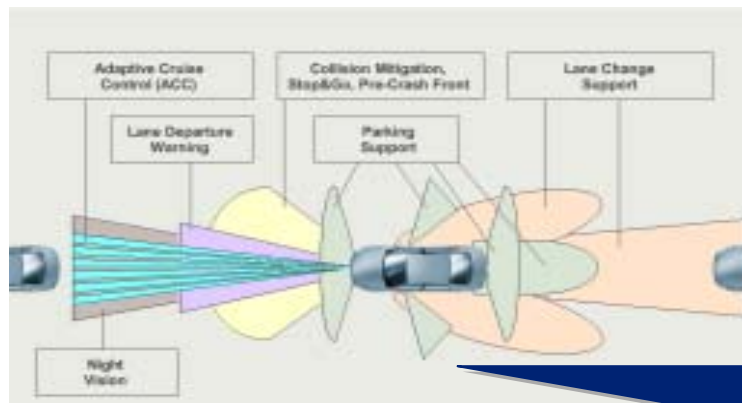 Adaptive Cruise
Control (ACC)
Collision Mitigation,
Stop&Go, Pre-Crash Front
Lane Change
Support
Lane Departure
Warning
Parking
Support
Night
Vision